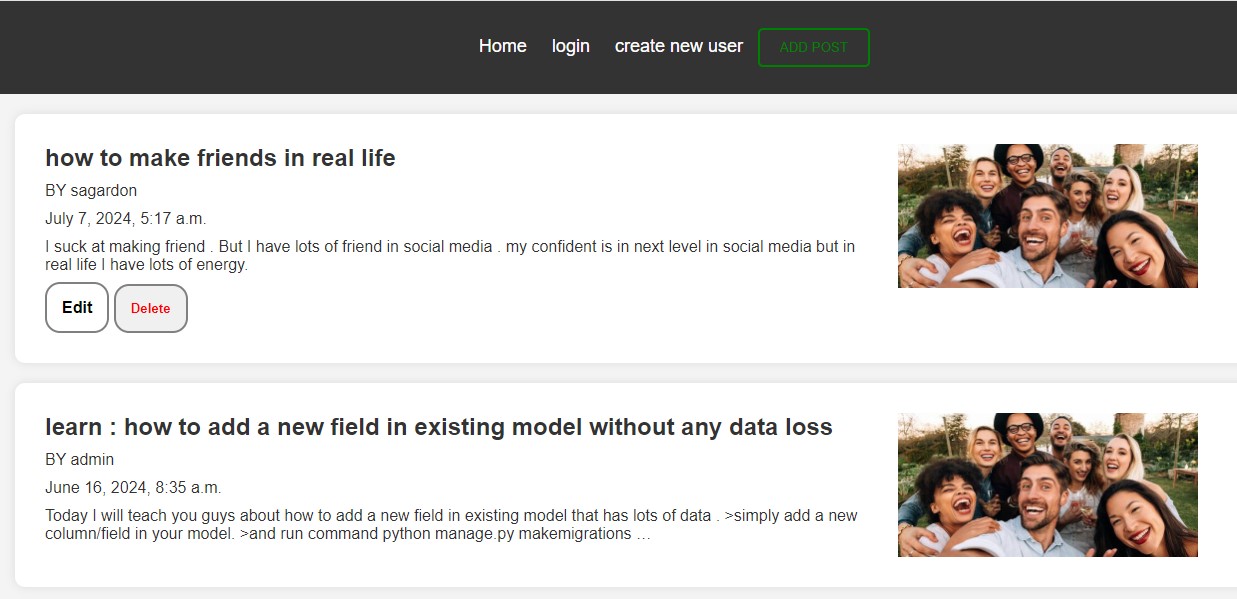 Home login create new user ADD POST
how to make friends in real life
BY sagardon
July 7, 2024, 5:17 a.m.
I suck at making friend . But I have lots of friend in social media . my confident is in next level in social media but in
real life I have lots of energy.
Edit Delete
learn : how to add a new field in existing model without any data loss
BY admin
June 16, 2024, 8:35 a.m.
Today I will teach you guys about how to add a new field in existing model that has lots of data . >simply add a new
column/field in your model. >and run command python manage.py makemigrations …